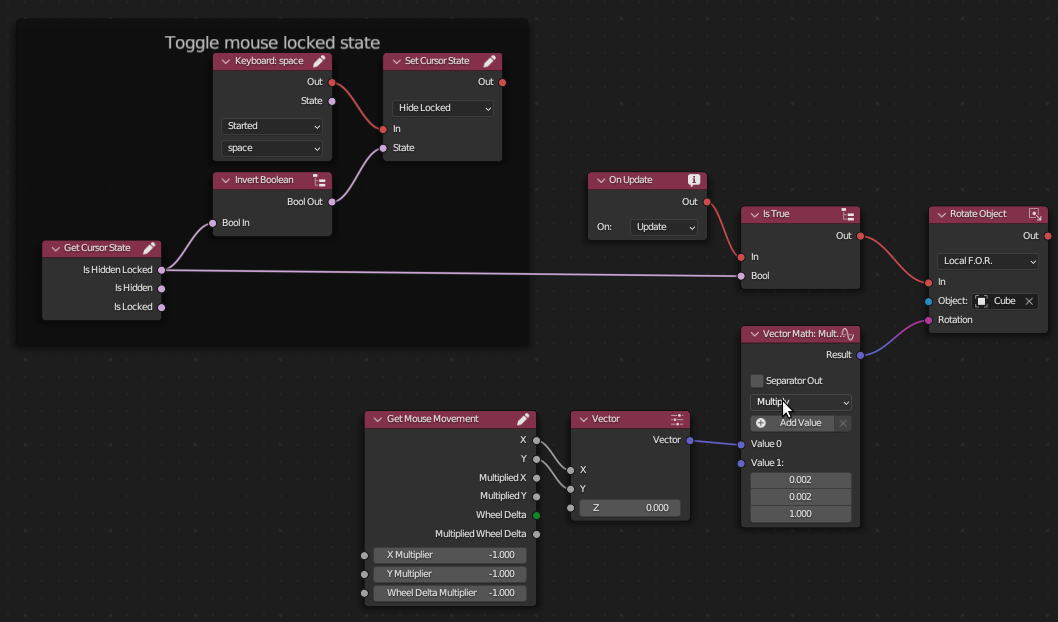 Toggle mouse locked state
Keyboard: space
Out
State
Started
space
Set Cursor State
Out
Hide Locked
In
State
Invert Boolean
Bool Out
Bool In
Get Cursor State
Is Hidden Locked
Is Hidden
Is Locked
On Update
Out
On:
Update
Is True
Out
In
Bool
Rotate Object
Out
Local F.O.R.
In
Object:
Cube
Rotation
Vector Math: Mult...
Result
Separator Out
Multiply
Add Value
Value 0
Value 1:
0.002
0.002
1.000
Get Mouse Movement
X
Y
Multiplied X
Multiplied Y
Wheel Delta
Multiplied Wheel Delta
X Multiplier -1.000
Y Multiplier -1.000
Wheel Delta Multiplier -1.000
Vector
Vector
X
Y
Z 0.000